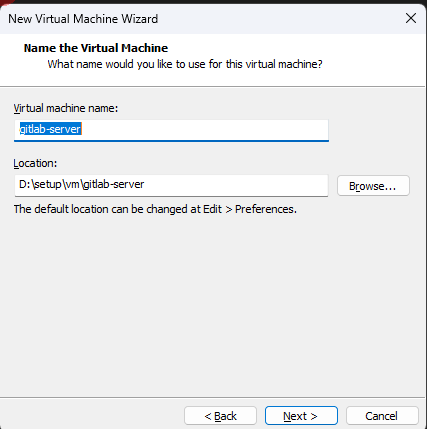 New Virtual Machine Wizard
Name the Virtual Machine
What name would you like to use for this virtual machine?
Virtual machine name:
gitlab-server
Location:
D:\setup\vm\gitlab-server
Browse...
The default location can be changed at Edit > Preferences.
< Back
Next >
Cancel